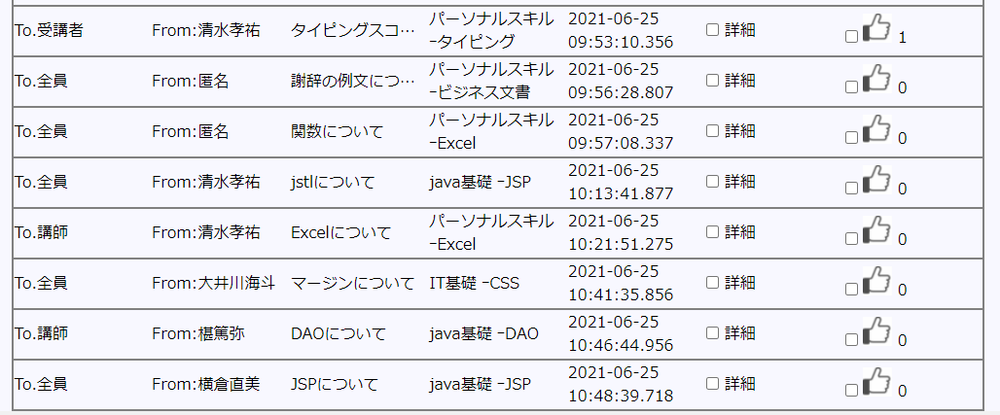 To.受講者 From:清水孝祐 タイピングスコ… パーソナルスキル 2021-06-25 詳細 1
-タイピング 09:53:10.356
To.全員 From:匿名 謝辞の例文につ… パーソナルスキル 2021-06-25 詳細 0
-ビジネス文書 09:56:28.807
To.全員 From:匿名 関数について パーソナルスキル 2021-06-25 詳細 0
-Excel 09:57:08.337
To.全員 From:清水孝祐 jstlについて java基礎 -JSP 2021-06-25 詳細 0
10:13:41.877
To.講師 From:清水孝祐 Excelについて パーソナルスキル 2021-06-25 詳細 0
-Excel 10:21:51.275
To.全員 From:大井川海斗 マージンについて IT基礎 -CSS 2021-06-25 詳細 0
10:41:35.856
To.講師 From:椹篤弥 DAOについて java基礎 -DAO 2021-06-25 詳細 0
10:46:44.956
To.全員 From:横倉直美 JSPについて java基礎 -JSP 2021-06-25 詳細 0
10:48:39.718